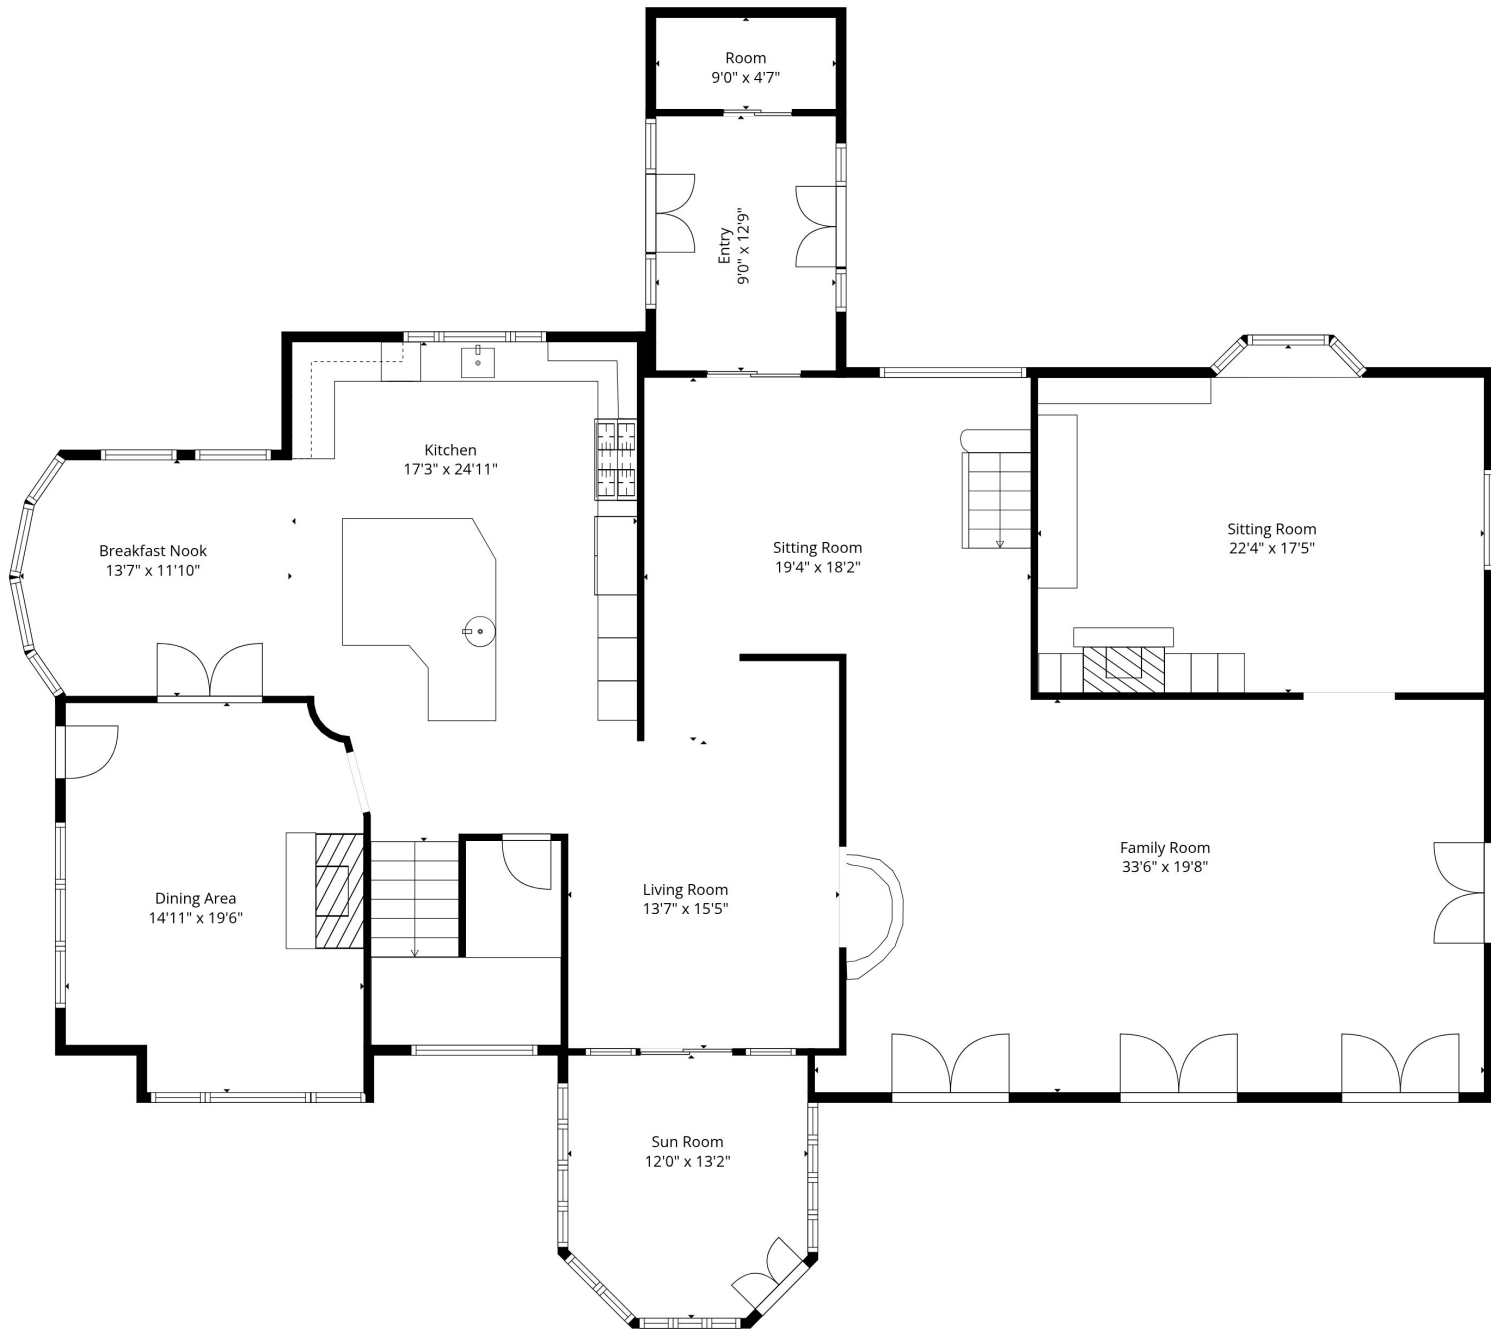 Room
9'0" x 4'7"
Entry
9'0" x 12'9"
Kitchen
17'3" x 24'11"
Breakfast Nook
13'7" x 11'10"
Sitting Room
19'4" x 18'2"
Sitting Room
22'4" x 17'5"
Family Room
33'6" x 19'8"
Dining Area
14'11" x 19'6"
Living Room
13'7" x 15'5"
Sun Room
12'0" x 13'2"